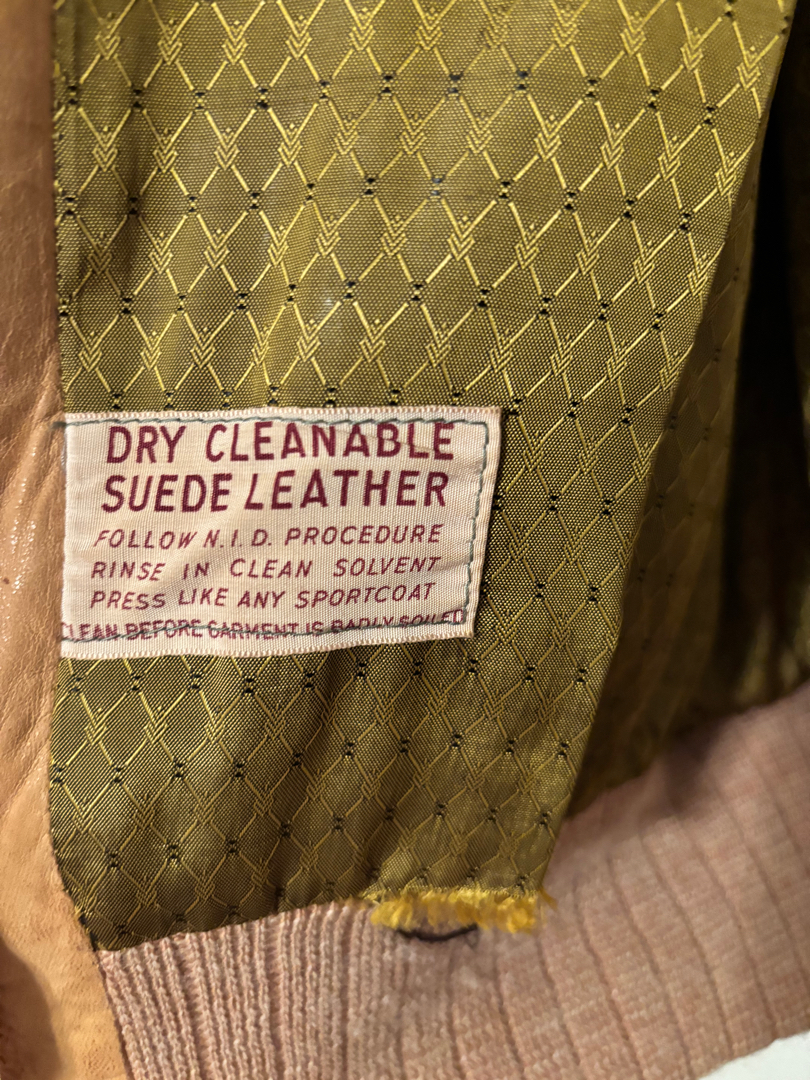 DRY CLEANABLE
SUEDE LEATHER
FOLLOW N.I.D. PROCEDURE
RINSE IN CLEAN SOLVENT
PRESS LIKE ANY SPORTCOAT
CLEAN BEFORE GARMENT IS BADLY SOILED